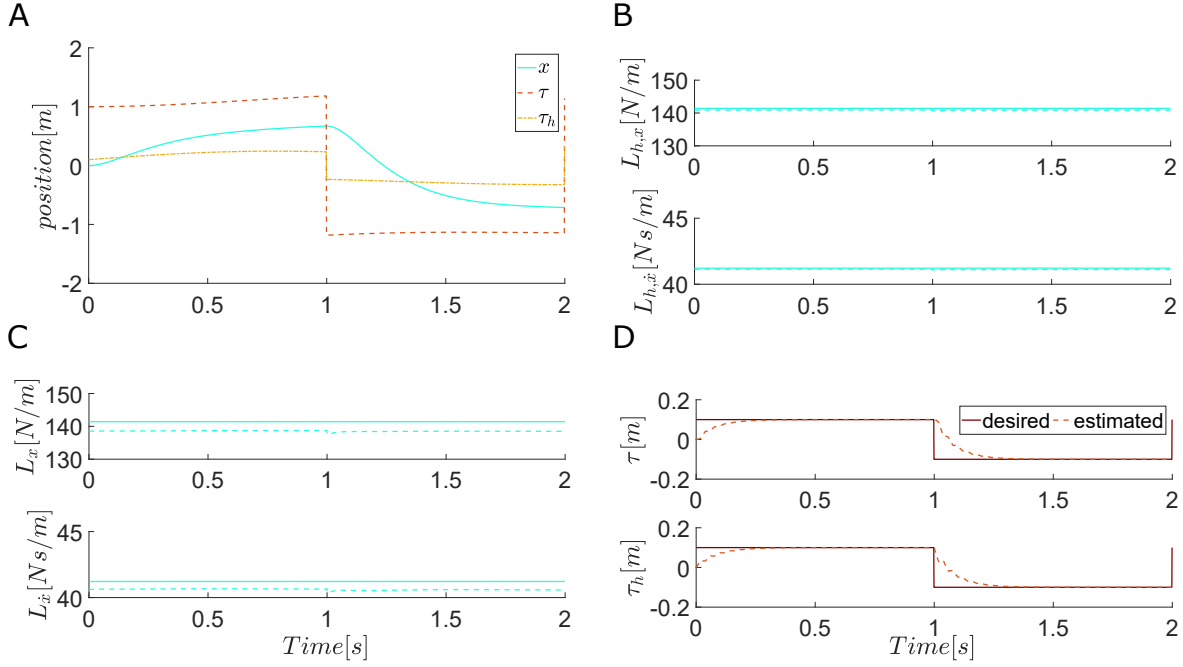 A
2
1
0
-1
-2
position[m]
x
τ
τ_h
0 0.5 1 1.5 2
B
150
140
130
L_{h,x}[N/m]
0 0.5 1 1.5 2
45
40
L_{h,ẋ}[Ns/m]
0 0.5 1 1.5 2
C
150
140
130
L_x[N/m]
0 0.5 1 1.5 2
45
40
L_ẋ[Ns/m]
0 0.5 1 1.5 2
Time[s]
D
0.2
0
-0.2
τ[m]
desired estimated
0 0.5 1 1.5 2
0.2
0
-0.2
τ_h[m]
0 0.5 1 1.5 2
Time[s]